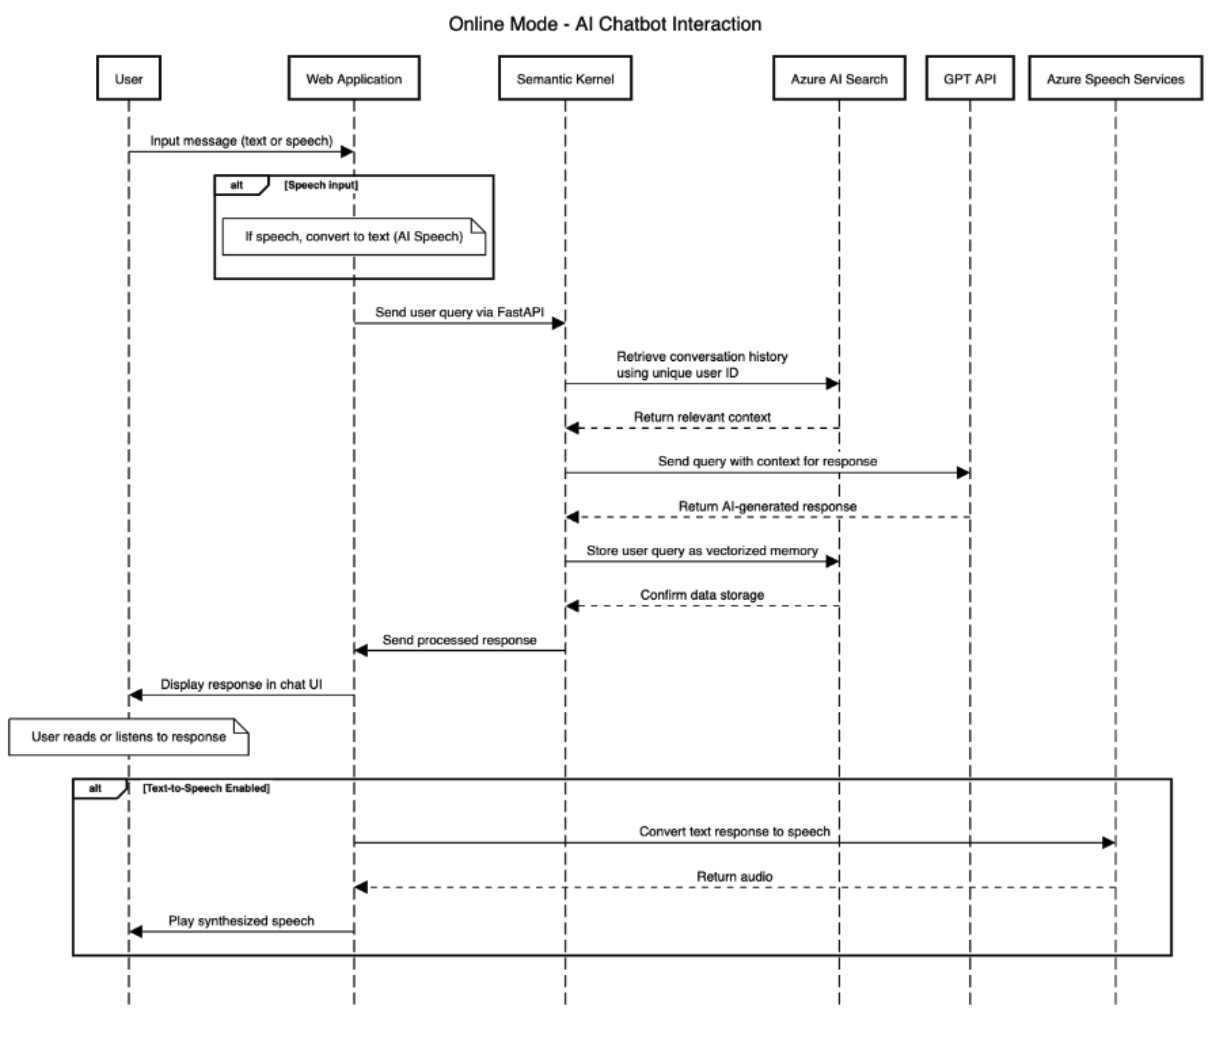 Online Mode - AI Chatbot Interaction
User
Web Application
Semantic Kernel
Azure AI Search
GPT API
Azure Speech Services
Input message (text or speech)
alt
[Speech input]
If speech, convert to text (AI Speech)
Send user query via FastAPI
Retrieve conversation history
using unique user ID
Return relevant context
Send query with context for response
Return AI-generated response
Store user query as vectorized memory
Confirm data storage
Send processed response
Display response in chat UI
User reads or listens to response
alt
[Text-to-Speech Enabled]
Convert text response to speech
Return audio
Play synthesized speech